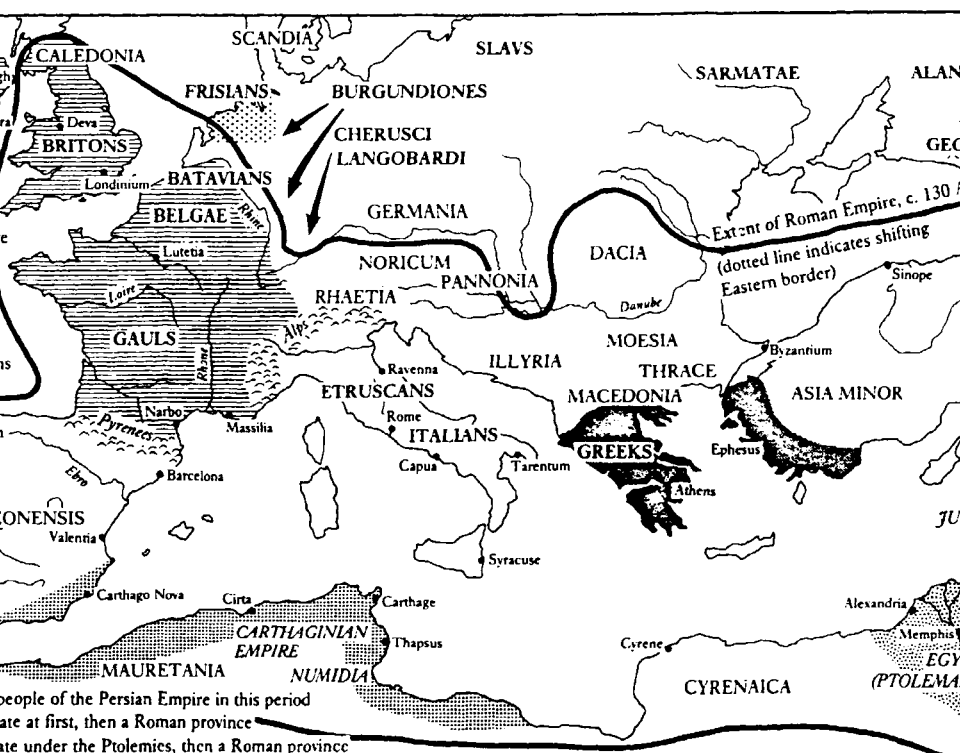 SCANDIA
SLAVS
CALEDONIA
SARMATAE
ALAN
FRISIANS
BURGUNDIONES
Deva
CHERUSCI
BRITONS
LANGOBARDI
GEO
Londinium
BATAVIANS
BELGAE
Rhine
GERMANIA
Extent of Roman Empire, c. 130 A
(dotted line indicates shifting
Eastern border)
Lutetia
NORICUM
DACIA
Sinope
PANNONIA
Loire
RHAETIA
Danube
Alps
GAULS
MOESIA
Rhone
ILLYRIA
Byzantium
Ravenna
THRACE
ETRUSCANS
MACEDONIA
ASIA MINOR
Narbo
Massilia
Rome
Pyrenees
ITALIANS
GREEKS
Ephesus
Capua
Tarentum
Ebro
Barcelona
Athens
CONENSIS
Valentia
JU
Syracuse
Carthago Nova
Cirta
Carthage
Alexandria
CARTHAGINIAN
EMPIRE
Thapsus
Cyrene
Memphis
MAURETANIA
NUMIDIA
EGY
(PTOLEMA
CYRENAICA
people of the Persian Empire in this period
ate at first, then a Roman province
ate under the Ptolemies, then a Roman province